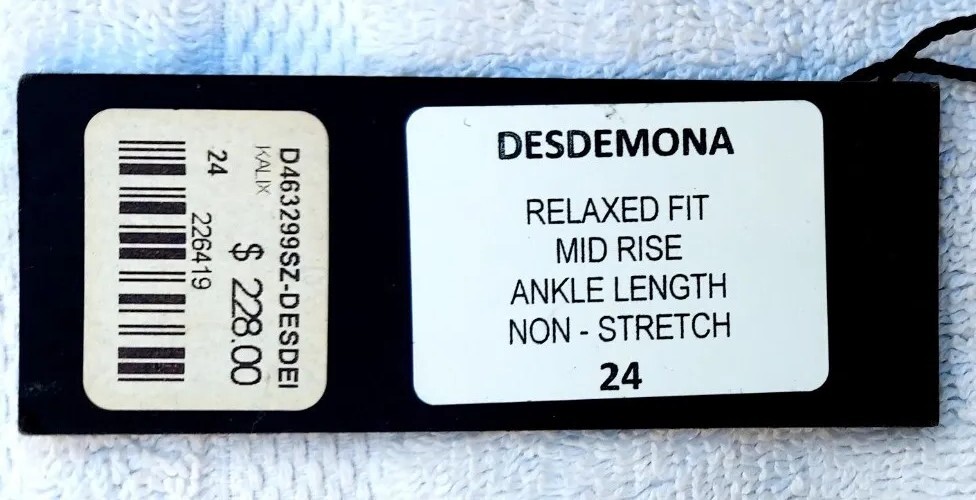 D463299SZ-DESDEI
KALIX
$ 228.00
24
226419
DESDEMONA
RELAXED FIT
MID RISE
ANKLE LENGTH
NON - STRETCH
24